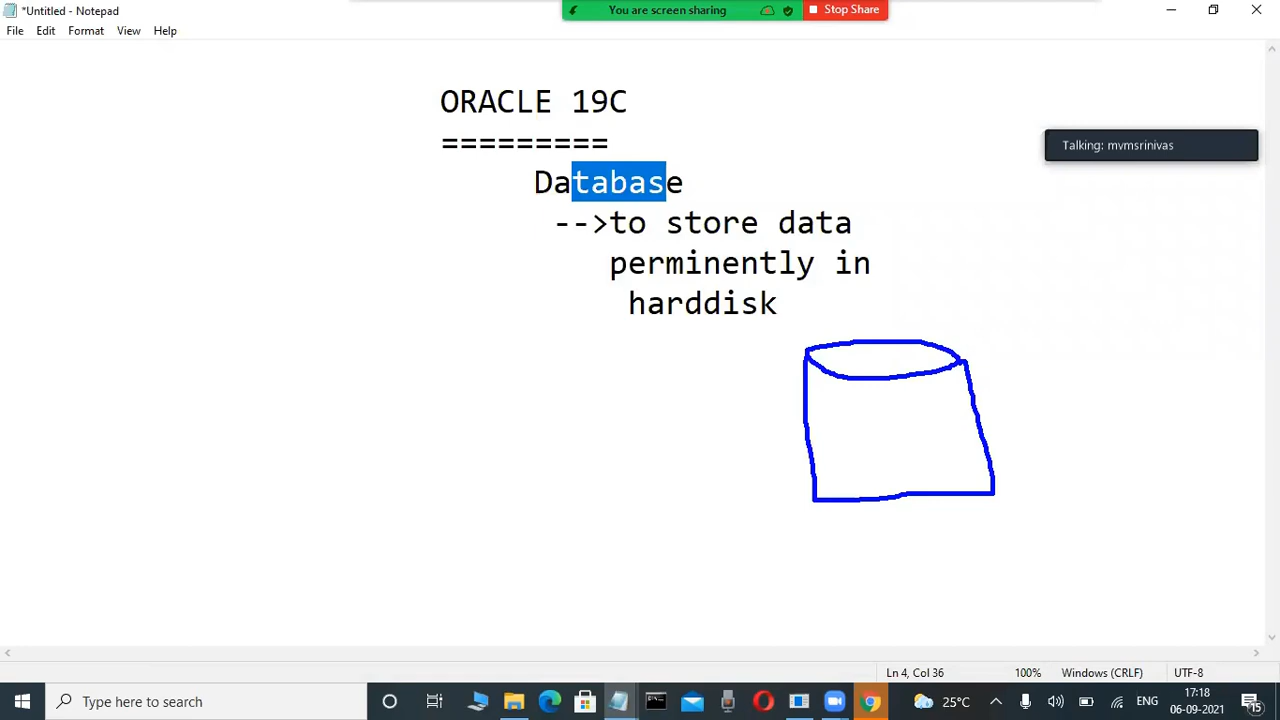 *Untitled - Notepad
You are screen sharing
Stop Share
File Edit Format View Help
ORACLE 19C
=========
Talking: mvmsrinivas
Database
-->to store data
perminently in
harddisk
Ln 4, Col 36
100%
Windows (CRLF)
UTF-8
Type here to search
25°C
ENG
17:18
06-09-2021
15